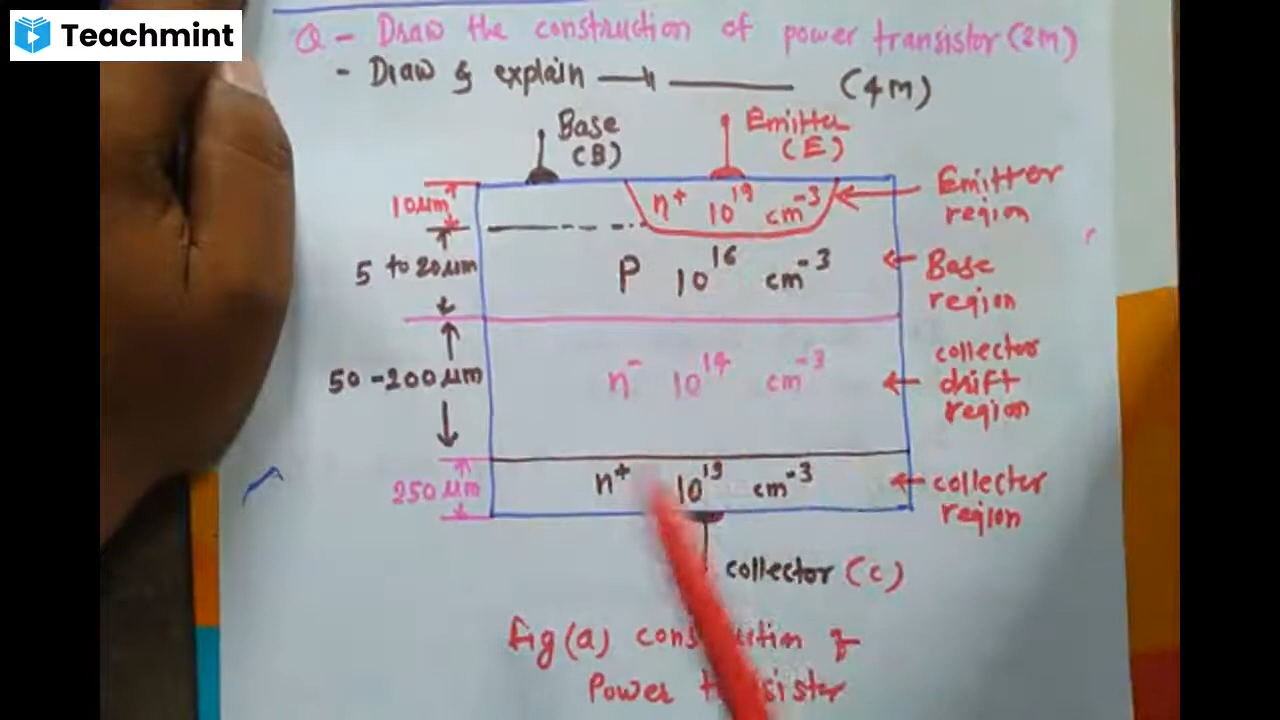 Teachmint
Q - Draw the construction of power transistor (2m)
- Draw & explain —||— (4M)
Base
(B)
Emitter
(E)
10μm
n+ 10^19 cm^-3
Emitter
region
5 to 20μm
P 10^16 cm^-3
Base
region
50-200μm
n^- 10^14 cm^-3
collector
drift
region
250μm
n+ 10^19 cm^-3
collector
region
collector (C)
fig(a) of
Power